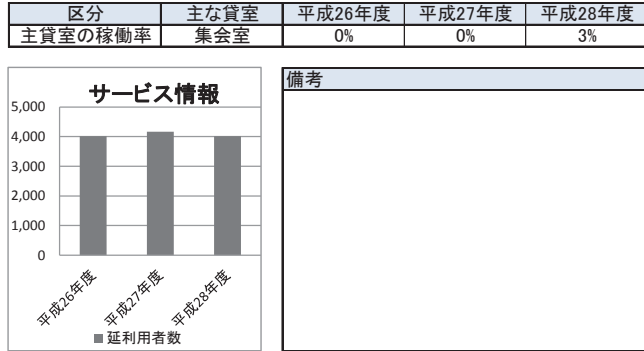 区分 主な貸室 平成26年度 平成27年度 平成28年度
主貸室の稼働率 集会室 0% 0% 3%
サービス情報
5,000
4,000
3,000
2,000
1,000
0
平成26年度 平成27年度 平成28年度
延利用者数
備考